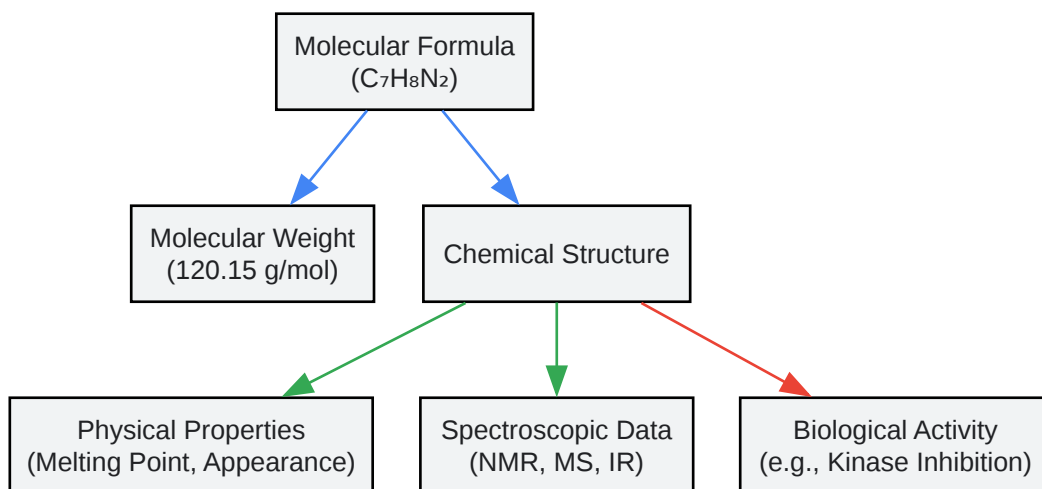 Molecular Formula
(C₇H₈N₂)
Molecular Weight
(120.15 g/mol)
Chemical Structure
Physical Properties
(Melting Point, Appearance)
Spectroscopic Data
(NMR, MS, IR)
Biological Activity
(e.g., Kinase Inhibition)